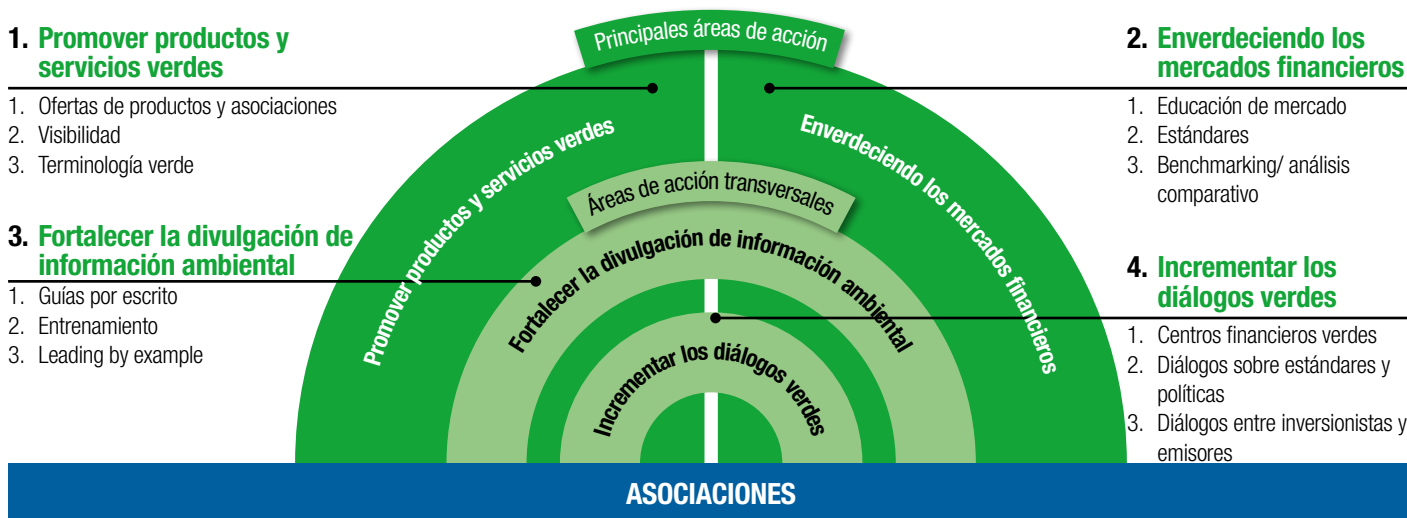 1. Promover productos y
servicios verdes
1. Ofertas de productos y asociaciones
2. Visibilidad
3. Terminología verde
3. Fortalecer la divulgación de
información ambiental
1. Guías por escrito
2. Entrenamiento
3. Leading by example
Principales áreas de acción
Promover productos y servicios verdes
Enverdeciendo los mercados financieros
Áreas de acción transversales
Fortalecer la divulgación de información ambiental
Incrementar los diálogos verdes
2. Enverdeciendo los
mercados financieros
1. Educación de mercado
2. Estándares
3. Benchmarking/ análisis
comparativo
4. Incrementar los
diálogos verdes
1. Centros financieros verdes
2. Diálogos sobre estándares y
políticas
3. Diálogos entre inversionistas y
emisores
ASOCIACIONES